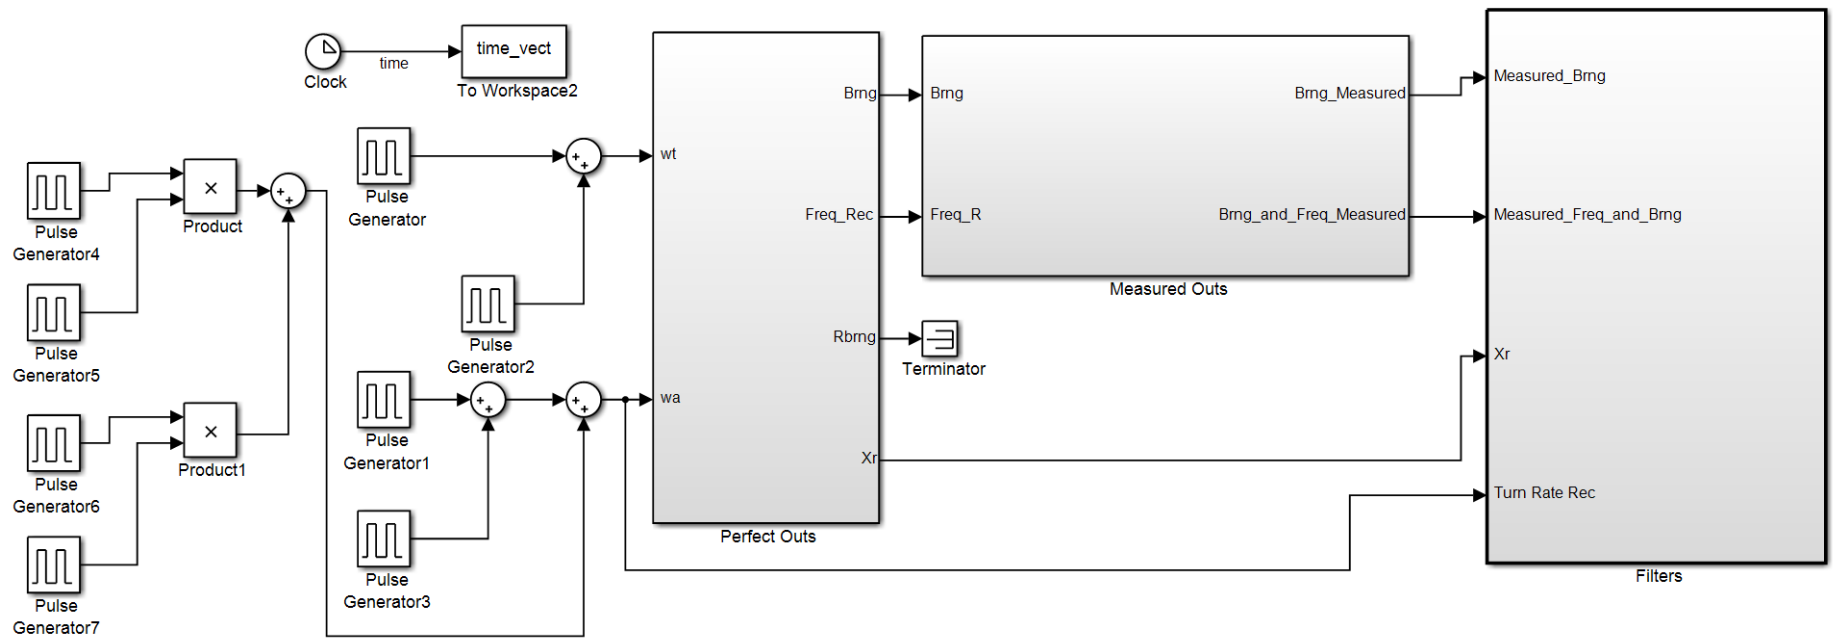 time_vect
time
Clock
To Workspace2
Pulse
Generator4
Pulse
Generator5
×
Product
+
+
Pulse
Generator6
Pulse
Generator7
×
Product1
Pulse
Generator
+
+
Pulse
Generator2
Pulse
Generator1
+
+
+
+
Pulse
Generator3
wt
wa
Brng
Freq_Rec
Rbrng
Xr
Perfect Outs
Brng
Freq_R
Brng_Measured
Brng_and_Freq_Measured
Measured Outs
Terminator
Measured_Brng
Measured_Freq_and_Brng
Xr
Turn Rate Rec
Filters